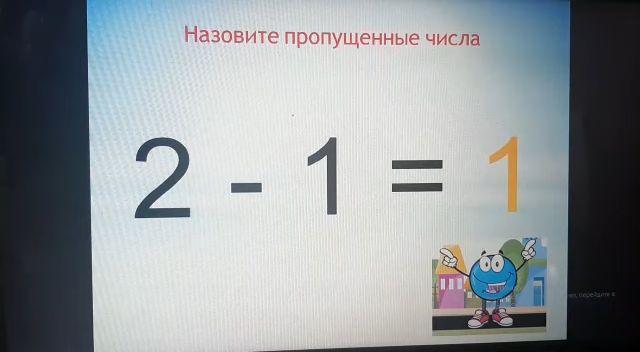 Назовите пропущенные числа
2 - 1 = 1